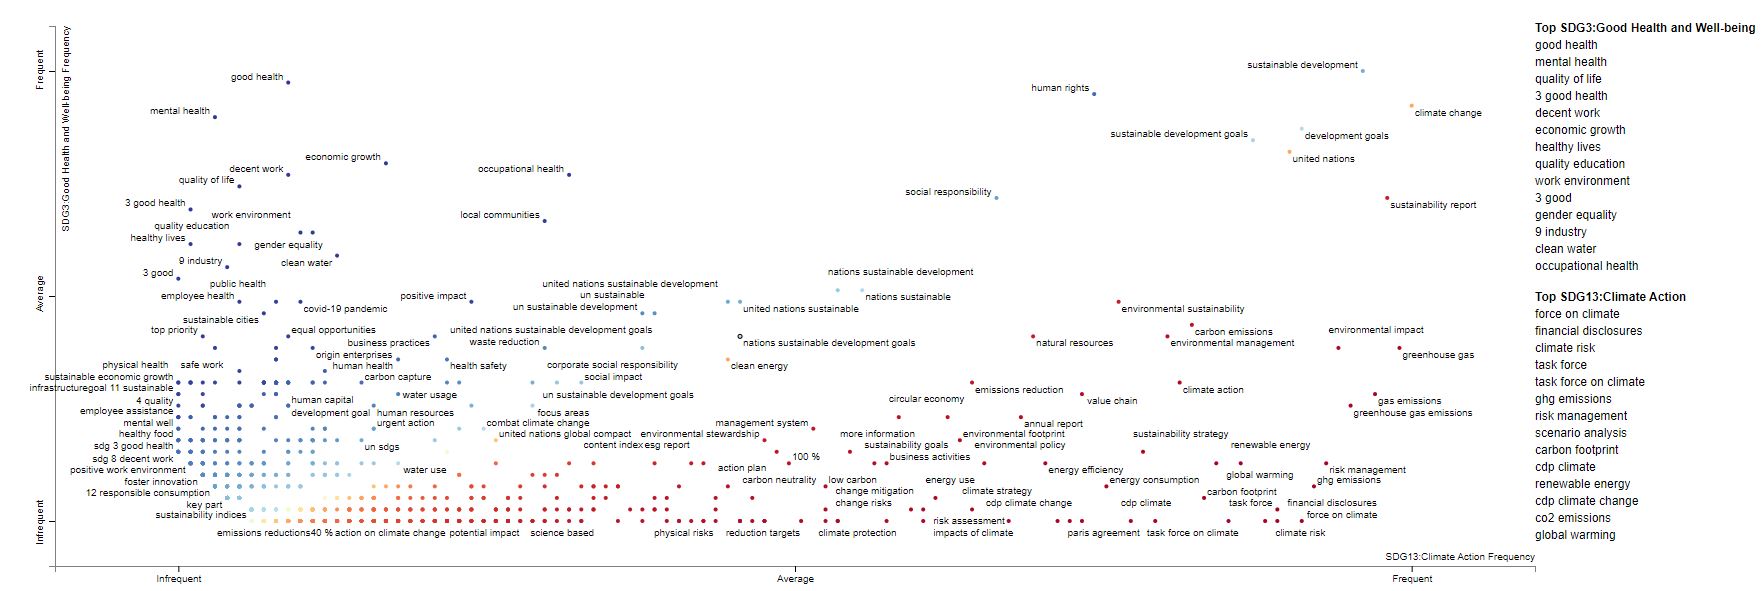 Top SDG3:Good Health and Well-being
good health
mental health
quality of life
3 good health
decent work
economic growth
healthy lives
quality education
work environment
3 good
gender equality
9 industry
clean water
occupational health
Top SDG13:Climate Action
force on climate
financial disclosures
climate risk
task force
task force on climate
ghg emissions
risk management
scenario analysis
carbon footprint
cdp climate
renewable energy
cdp climate change
co2 emissions
global warming
SDG3:Good Health and Well-being Frequency
Frequent
Average
Infrequent
good health
mental health
sustainable development
human rights
climate change
sustainable development goals
development goals
united nations
economic growth
decent work
quality of life
occupational health
social responsibility
sustainability report
3 good health
work environment
local communities
quality education
healthy lives
gender equality
9 industry
clean water
3 good
nations sustainable development
public health
united nations sustainable development
employee health
positive impact
un sustainable
nations sustainable
covid-19 pandemic
un sustainable development
united nations sustainable
environmental sustainability
sustainable cities
top priority
equal opportunities
united nations sustainable development goals
carbon emissions
environmental impact
business practices
waste reduction
nations sustainable development goals
natural resources
environmental management
origin enterprises
greenhouse gas
physical health
safe work
human health
health safety
corporate social responsibility
clean energy
sustainable economic growth
carbon capture
social impact
infrastructuregoal 11 sustainable
water usage
un sustainable development goals
emissions reduction
climate action
4 quality
human capital
circular economy
value chain
gas emissions
employee assistance
development goal
human resources
focus areas
greenhouse gas emissions
mental well
urgent action
combat climate change
management system
annual report
healthy food
united nations global compact
environmental stewardship
more information
environmental footprint
sustainability strategy
sdg 3 good health
un sdgs
content index
esg report
sustainability goals
environmental policy
renewable energy
sdg 8 decent work
100 %
business activities
positive work environment
water use
action plan
energy efficiency
global warming
risk management
foster innovation
carbon neutrality
low carbon
energy use
energy consumption
ghg emissions
12 responsible consumption
change mitigation
climate strategy
carbon footprint
key part
change risks
cdp climate change
cdp climate
task force
financial disclosures
sustainability indices
risk assessment
force on climate
emissions reductions
40 %
action on climate change
potential impact
science based
physical risks
reduction targets
climate protection
impacts of climate
paris agreement
task force on climate
climate risk
SDG13:Climate Action Frequency
Infrequent
Average
Frequent